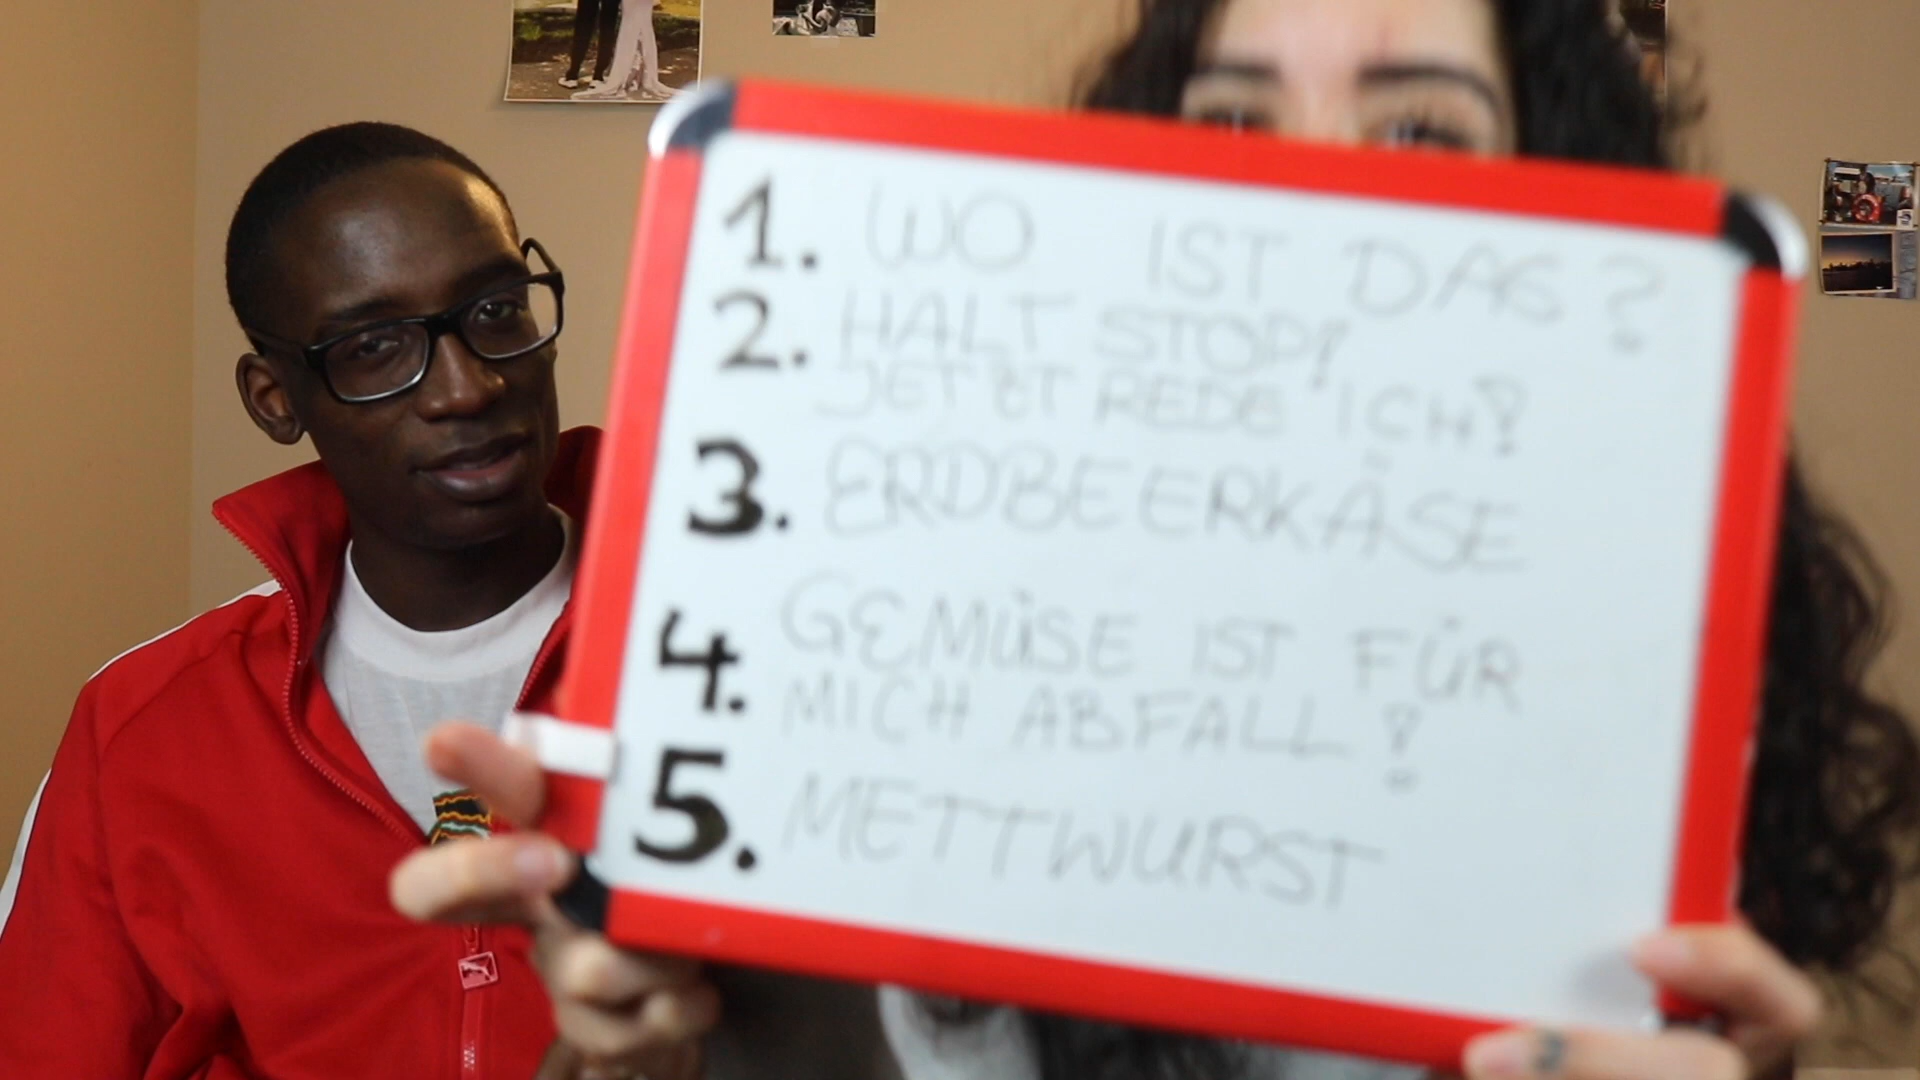 1. WO IST DAS?
2. HALT STOP!
JETZT REDE ICH!
3. ERDBEERKÄSE
4. GEMÜSE IST FÜR
MICH ABFALL!
5. METTWURST